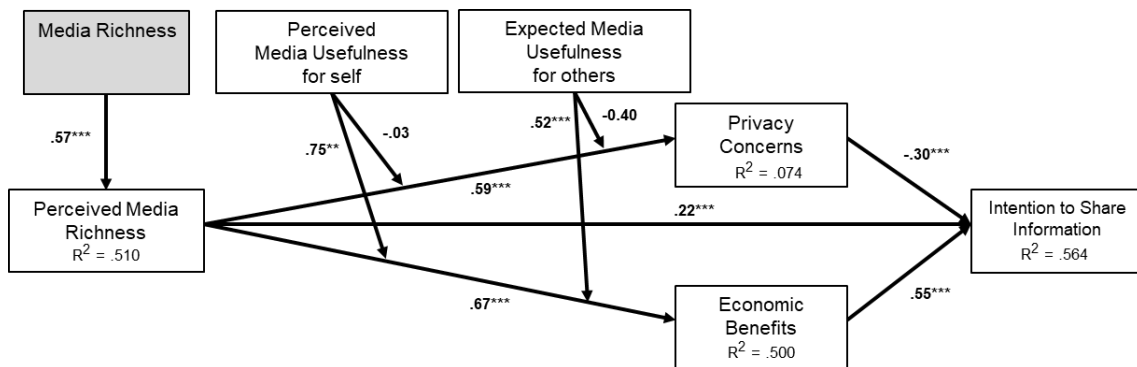 Media Richness
Perceived
Media Usefulness
for self
Expected Media
Usefulness
for others
.57***
.75**
-.03
.52***
-0.40
Privacy
Concerns
R² = .074
-.30***
.59***
Perceived Media
Richness
R² = .510
.22***
Intention to Share
Information
R² = .564
.67***
Economic
Benefits
R² = .500
.55***